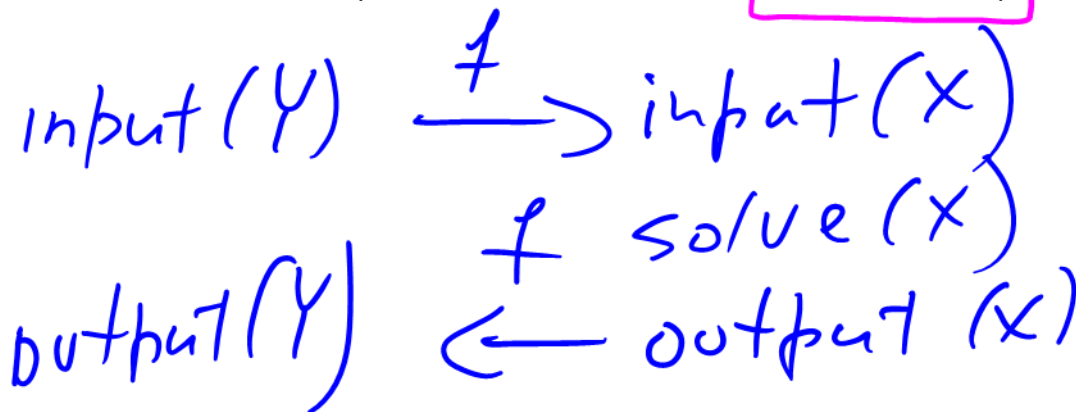 input (Y) f → input (X)
f solve (X)
output (Y) ← output (X)